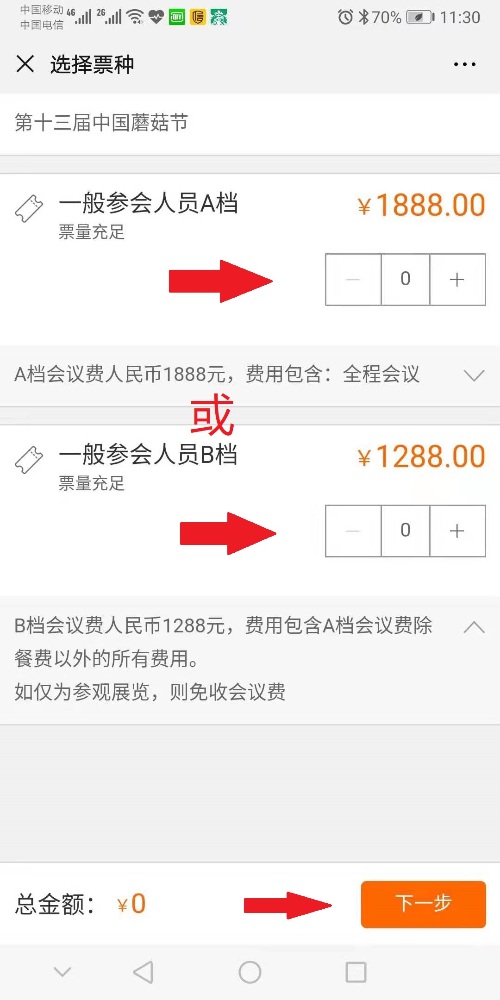 中国移动 4G 2G 70% 11:30
中国电信
选择票种
第十三届中国蘑菇节
一般参会人员A档 ¥1888.00
票量充足
0 +
A档会议费人民币1888元，费用包含：全程会议
或
一般参会人员B档 ¥1288.00
票量充足
0 +
B档会议费人民币1288元，费用包含A档会议费除
餐费以外的所有费用。
如仅为参观展览，则免收会议费
总金额： ¥0 下一步